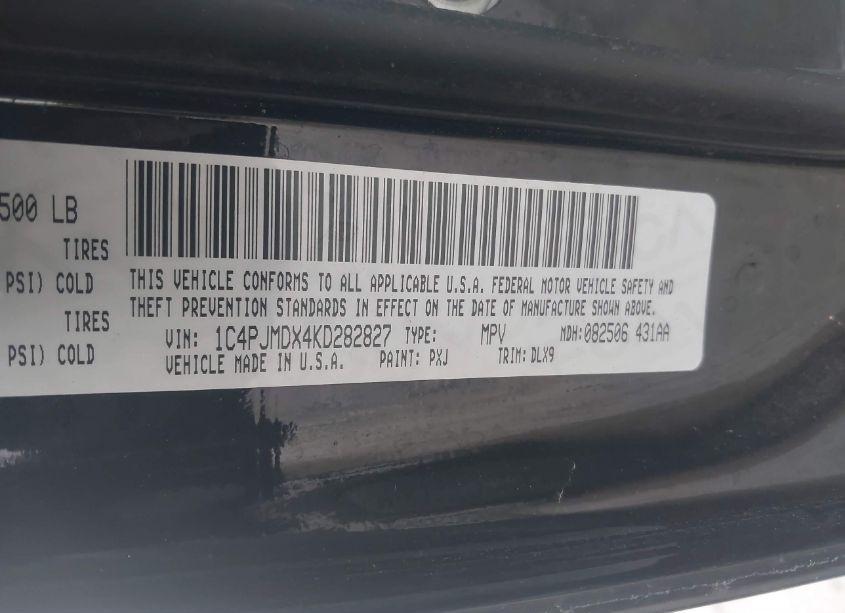 500 LB
TIRES
PSI) COLD
TIRES
PSI) COLD
THIS VEHICLE CONFORMS TO ALL APPLICABLE U.S.A. FEDERAL MOTOR VEHICLE SAFETY AND
THEFT PREVENTION STANDARDS IN EFFECT ON THE DATE OF MANUFACTURE SHOWN ABOVE.
VIN: 1C4PJMDX4KD282827 TYPE: MPV MDH:082506 431AA
VEHICLE MADE IN U.S.A. PAINT: PXJ TRIM: DLX9